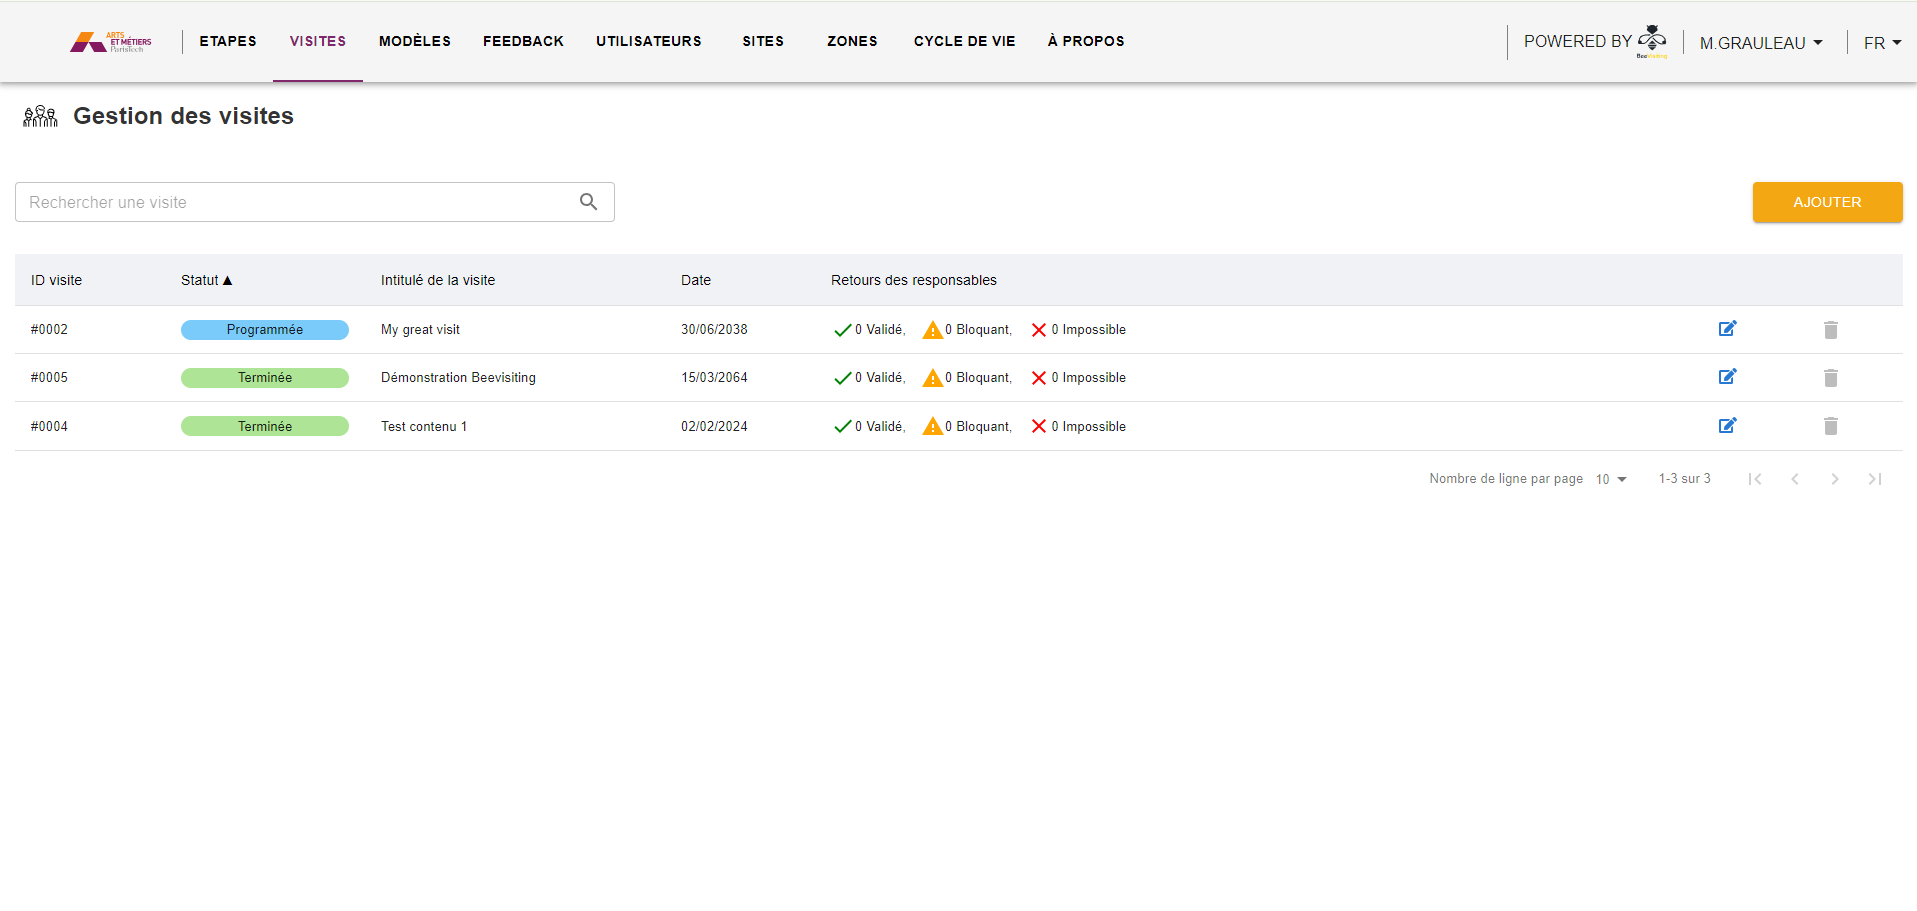 ARTS ET MÉTIERS ParisTech
ETAPES VISITES MODÈLES FEEDBACK UTILISATEURS SITES ZONES CYCLE DE VIE À PROPOS
POWERED BY BeeVisiting M.GRAULEAU FR
Gestion des visites
Rechercher une visite
AJOUTER
ID visite Statut ▲ Intitulé de la visite Date Retours des responsables
#0002 Programmée My great visit 30/06/2038 0 Validé, 0 Bloquant, 0 Impossible
#0005 Terminée Démonstration Beevisiting 15/03/2064 0 Validé, 0 Bloquant, 0 Impossible
#0004 Terminée Test contenu 1 02/02/2024 0 Validé, 0 Bloquant, 0 Impossible
Nombre de ligne par page 10 1-3 sur 3